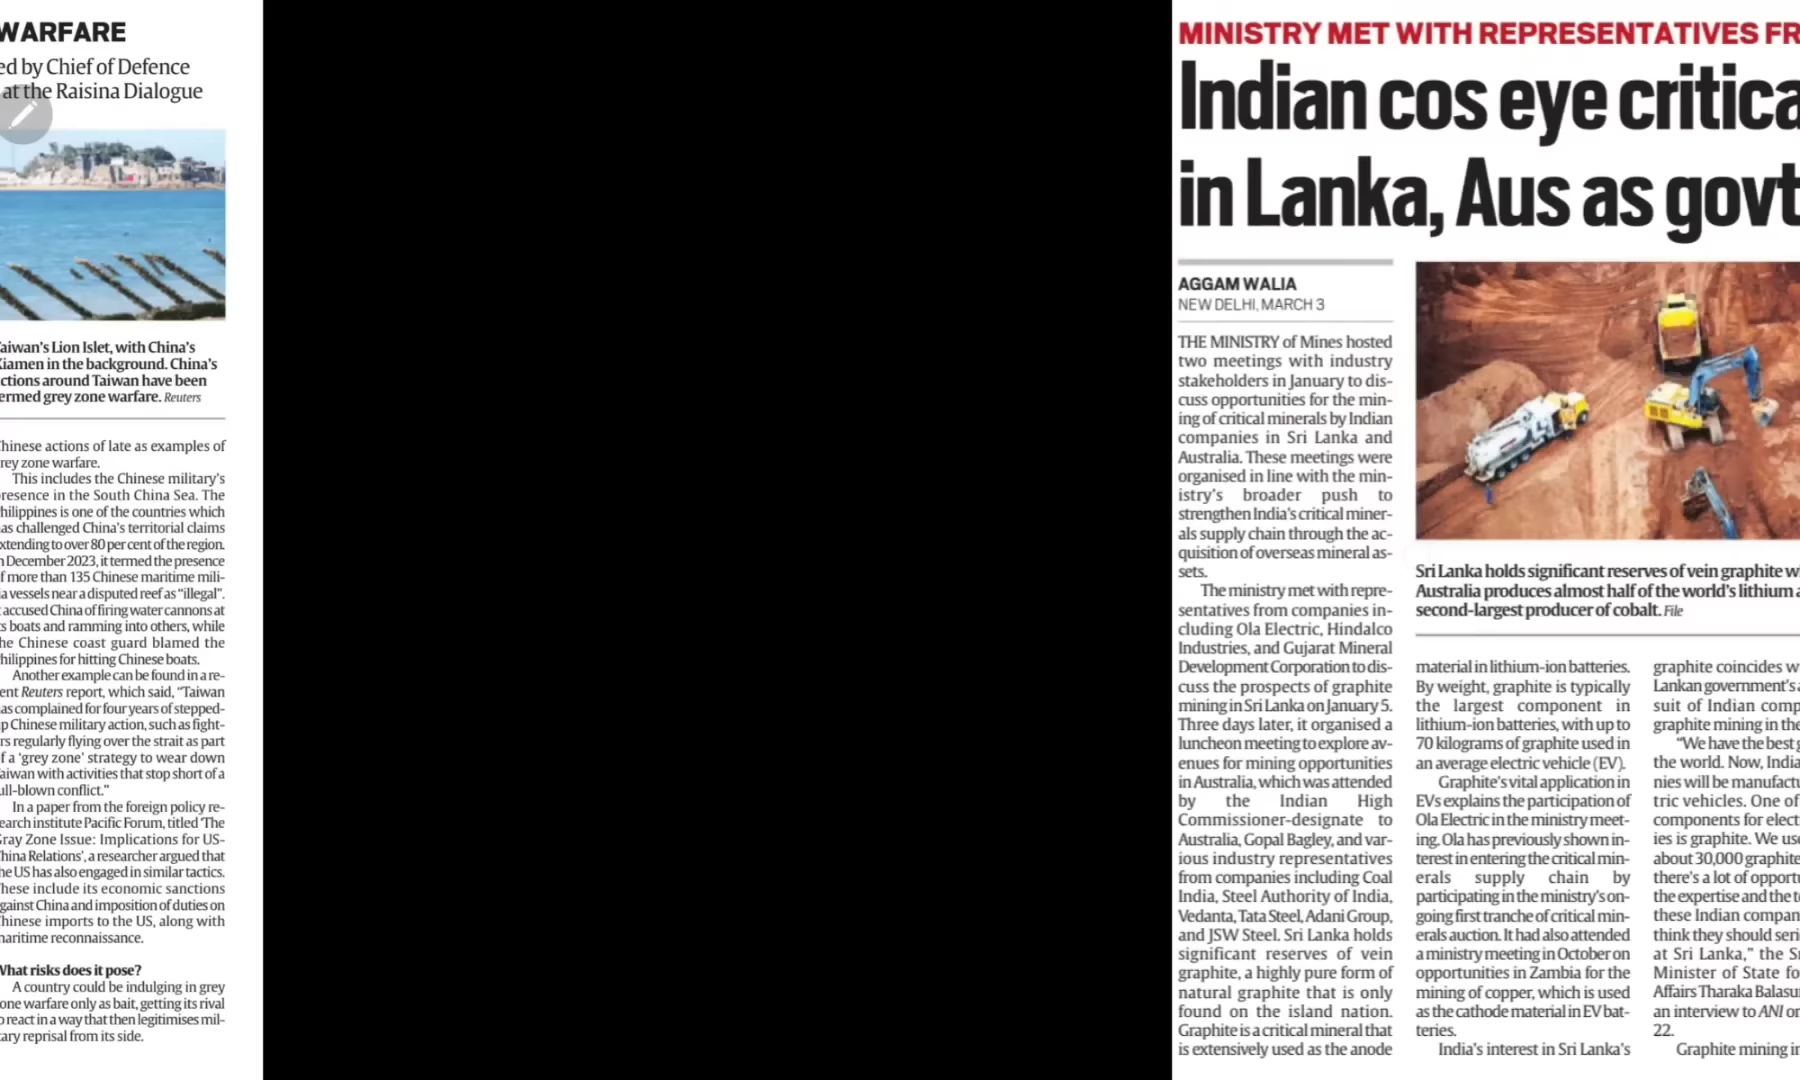 WARFARE
ed by Chief of Defence
at the Raisina Dialogue
aiwan's Lion Islet, with China's
Xiamen in the background. China's
ctions around Taiwan have been
ermed grey zone warfare. Reuters
hinese actions of late as examples of
rey zone warfare.
This includes the Chinese military's
resence in the South China Sea. The
hilippines is one of the countries which
as challenged China's territorial claims
xtending to over 80 per cent of the region.
n December 2023, it termed the presence
f more than 135 Chinese maritime mili-
ia vessels near a disputed reef as "illegal".
t accused China of firing water cannons at
ts boats and ramming into others, while
he Chinese coast guard blamed the
hilippines for hitting Chinese boats.
Another example can be found in a re-
ent Reuters report, which said, "Taiwan
as complained for four years of stepped-
p Chinese military action, such as fight-
rs regularly flying over the strait as part
f a 'grey zone' strategy to wear down
aiwan with activities that stop short of a
ull-blown conflict."
In a paper from the foreign policy re-
earch institute Pacific Forum, titled 'The
Gray Zone Issue: Implications for US-
hina Relations', a researcher argued that
he US has also engaged in similar tactics.
hese include its economic sanctions
gainst China and imposition of duties on
hinese imports to the US, along with
maritime reconnaissance.
What risks does it pose?
A country could be indulging in grey
one warfare only as bait, getting its rival
o react in a way that then legitimises mil-
tary reprisal from its side.
MINISTRY MET WITH REPRESENTATIVES FR
Indian cos eye critica
in Lanka, Aus as govt
AGGAM WALIA
NEW DELHI, MARCH 3
THE MINISTRY of Mines hosted
two meetings with industry
stakeholders in January to dis-
cuss opportunities for the min-
ing of critical minerals by Indian
companies in Sri Lanka and
Australia. These meetings were
organised in line with the min-
istry's broader push to
strengthen India's critical miner-
als supply chain through the ac-
quisition of overseas mineral as-
sets.
The ministry met with repre-
sentatives from companies in-
cluding Ola Electric, Hindalco
Industries, and Gujarat Mineral
Development Corporation to dis-
cuss the prospects of graphite
mining in Sri Lanka on January 5.
Three days later, it organised a
luncheon meeting to explore av-
enues for mining opportunities
in Australia, which was attended
by the Indian High
Commissioner-designate to
Australia, Gopal Bagley, and var-
ious industry representatives
from companies including Coal
India, Steel Authority of India,
Vedanta, Tata Steel, Adani Group,
and JSW Steel. Sri Lanka holds
significant reserves of vein
graphite, a highly pure form of
natural graphite that is only
found on the island nation.
Graphite is a critical mineral that
is extensively used as the anode
Sri Lanka holds significant reserves of vein graphite w
Australia produces almost half of the world's lithium a
second-largest producer of cobalt. File
material in lithium-ion batteries.
By weight, graphite is typically
the largest component in
lithium-ion batteries, with up to
70 kilograms of graphite used in
an average electric vehicle (EV).
Graphite's vital application in
EVs explains the participation of
Ola Electric in the ministry meet-
ing. Ola has previously shown in-
terest in entering the critical min-
erals supply chain by
participating in the ministry's on-
going first tranche of critical min-
erals auction. It had also attended
a ministry meeting in October on
opportunities in Zambia for the
mining of copper, which is used
as the cathode material in EV bat-
teries.
India's interest in Sri Lanka's
graphite coincides w
Lankan government's a
suit of Indian comp
graphite mining in the
"We have the best g
the world. Now, India
nies will be manufactu
tric vehicles. One of
components for elect
ies is graphite. We use
about 30,000 graphite
there's a lot of opportu
the expertise and the t
these Indian compan
think they should seri
at Sri Lanka," the Sr
Minister of State fo
Affairs Tharaka Balasu
an interview to ANI on
22.
Graphite mining in